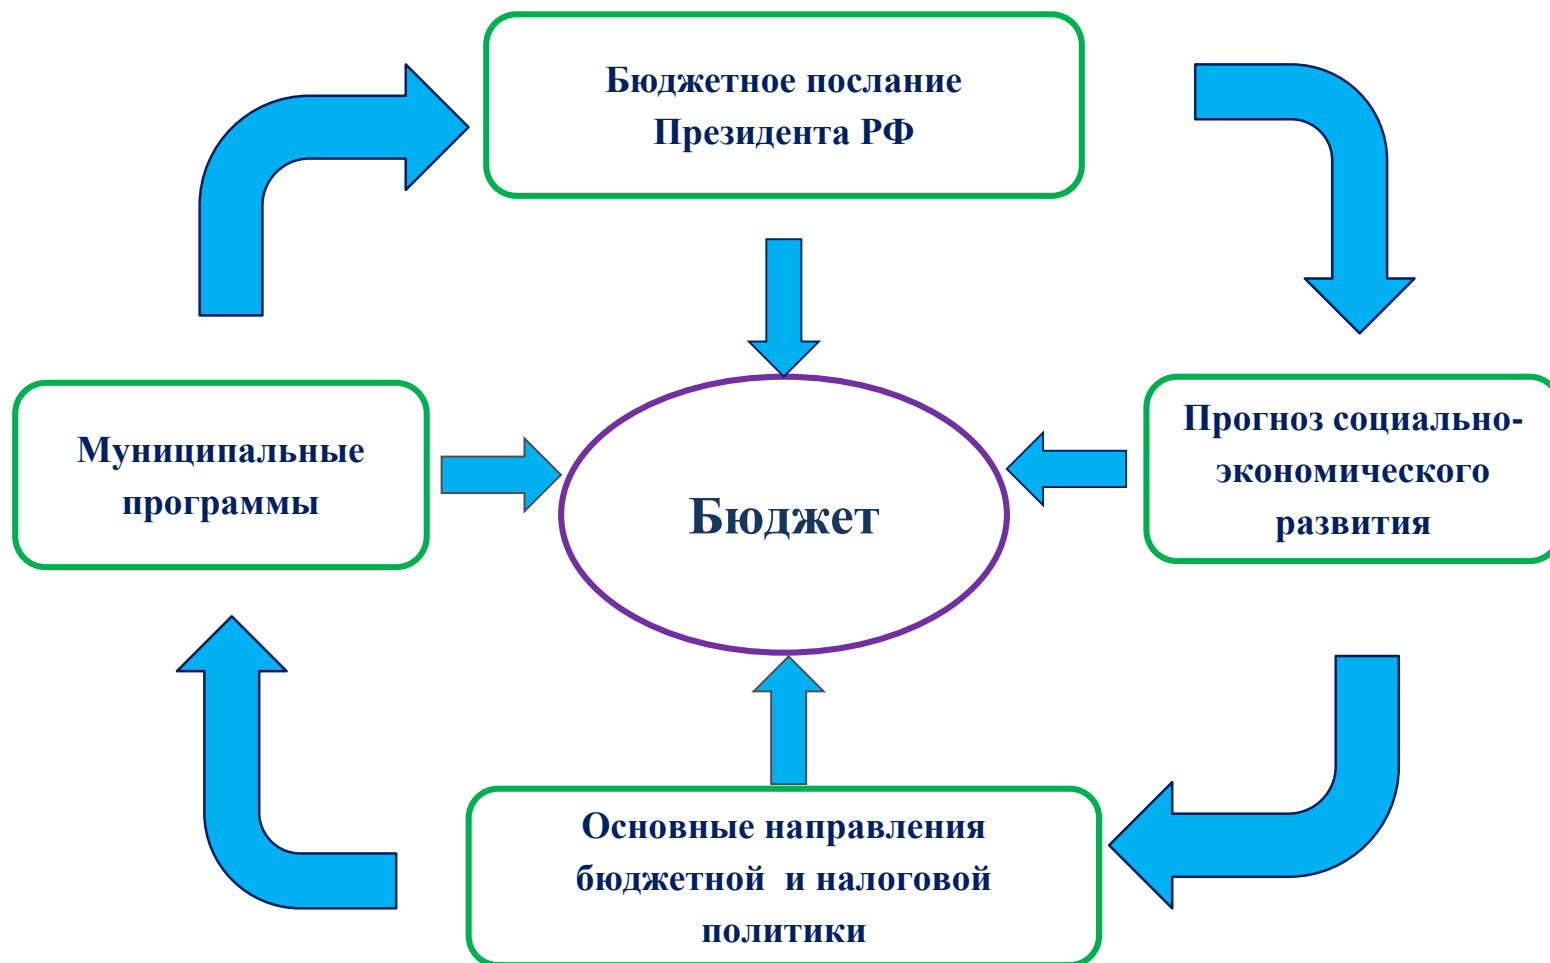 Бюджетное послание
Президента РФ
Муниципальные
программы
Бюджет
Прогноз социально-
экономического
развития
Основные направления
бюджетной  и налоговой
политики